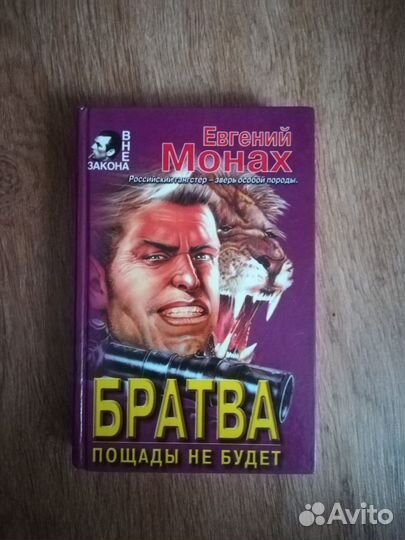 ВНЕ
ЗАКОНА
Евгений
Монах
Российский гангстер – зверь особой породы.
БРАТВА
ПОЩАДЫ НЕ БУДЕТ
Avito